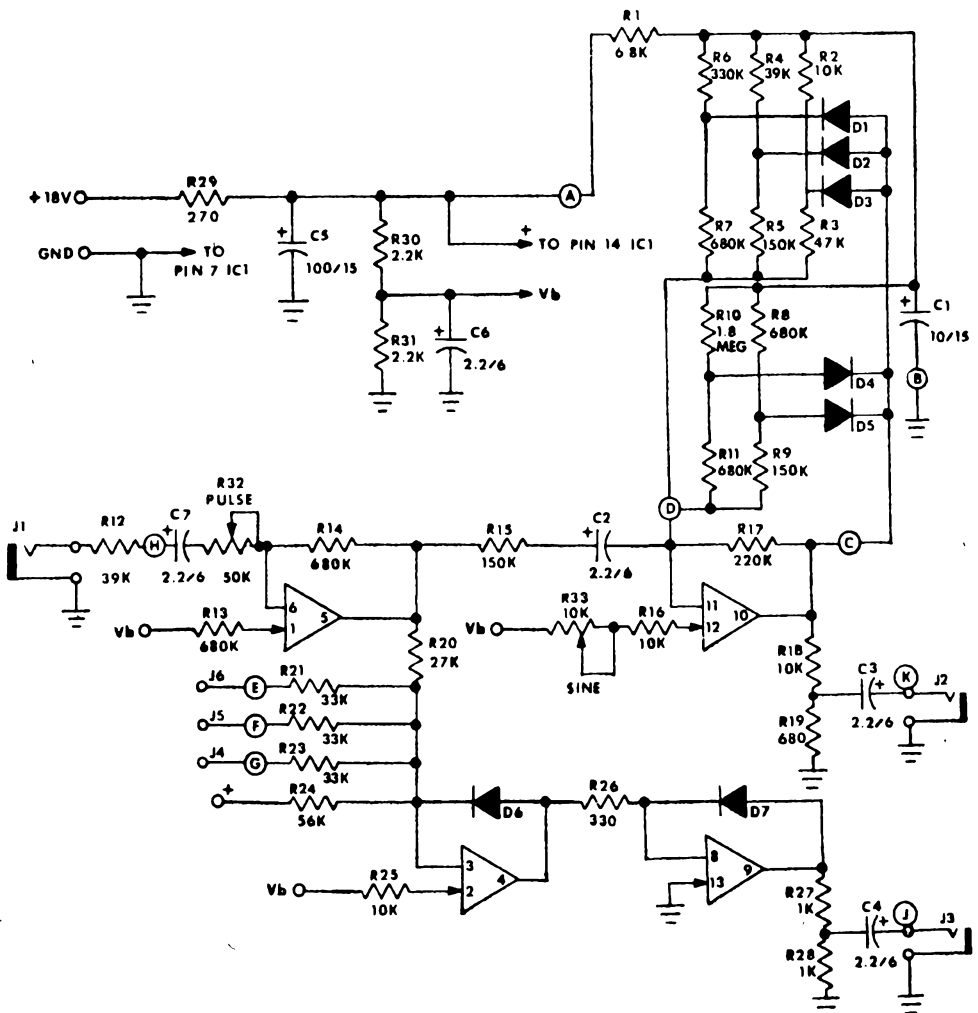 R1
6.8K
R6
330K
R4
39K
R2
10K
D1
D2
D3
+18V
R29
270
A
C5
100/15
+
R30
2.2K
TO PIN 14 IC1
+
GND
TO
PIN 7 IC1
R7
680K
R5
150K
R3
47K
Vb
R31
2.2K
C6
2.2/6
+
R10
1.8
MEG
R8
680K
C1
10/15
+
B
D4
D5
R11
680K
R9
150K
J1
R12
39K
H
C7
+
2.2/6
R32
PULSE
50K
R14
680K
R15
150K
C2
+
2.2/6
D
R17
220K
C
6
1
5
Vb
R13
680K
Vb
R33
10K
SINE
R16
10K
11
12
10
R20
27K
R18
10K
C3
+
2.2/6
K
J2
R19
680
J6
E
R21
33K
J5
F
R22
33K
J4
G
R23
33K
+
R24
56K
D6
R26
330
D7
3
2
4
Vb
R25
10K
8
13
9
R27
1K
C4
+
2.2/6
J
J3
R28
1K